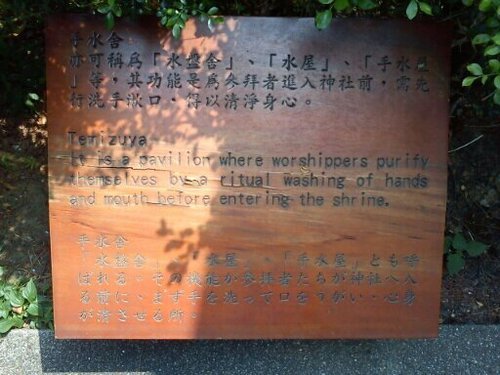 手水舍
亦可稱爲「水盤舍」、「水屋」、「手水屋
」等，其功能是爲參拜者進入神社前，需先
行洗手漱口，得以清淨身心。
Temizuya
It is a pavilion where worshippers purify
themselves by a ritual washing of hands
and mouth before entering the shrine.
手水舎
「水盤舎」、「水屋」、「手水屋」とも呼
ばれる。その機能が参拝者たちが神社へ入
る前に、まず手を洗って口をうがい、心身
が清させる所。